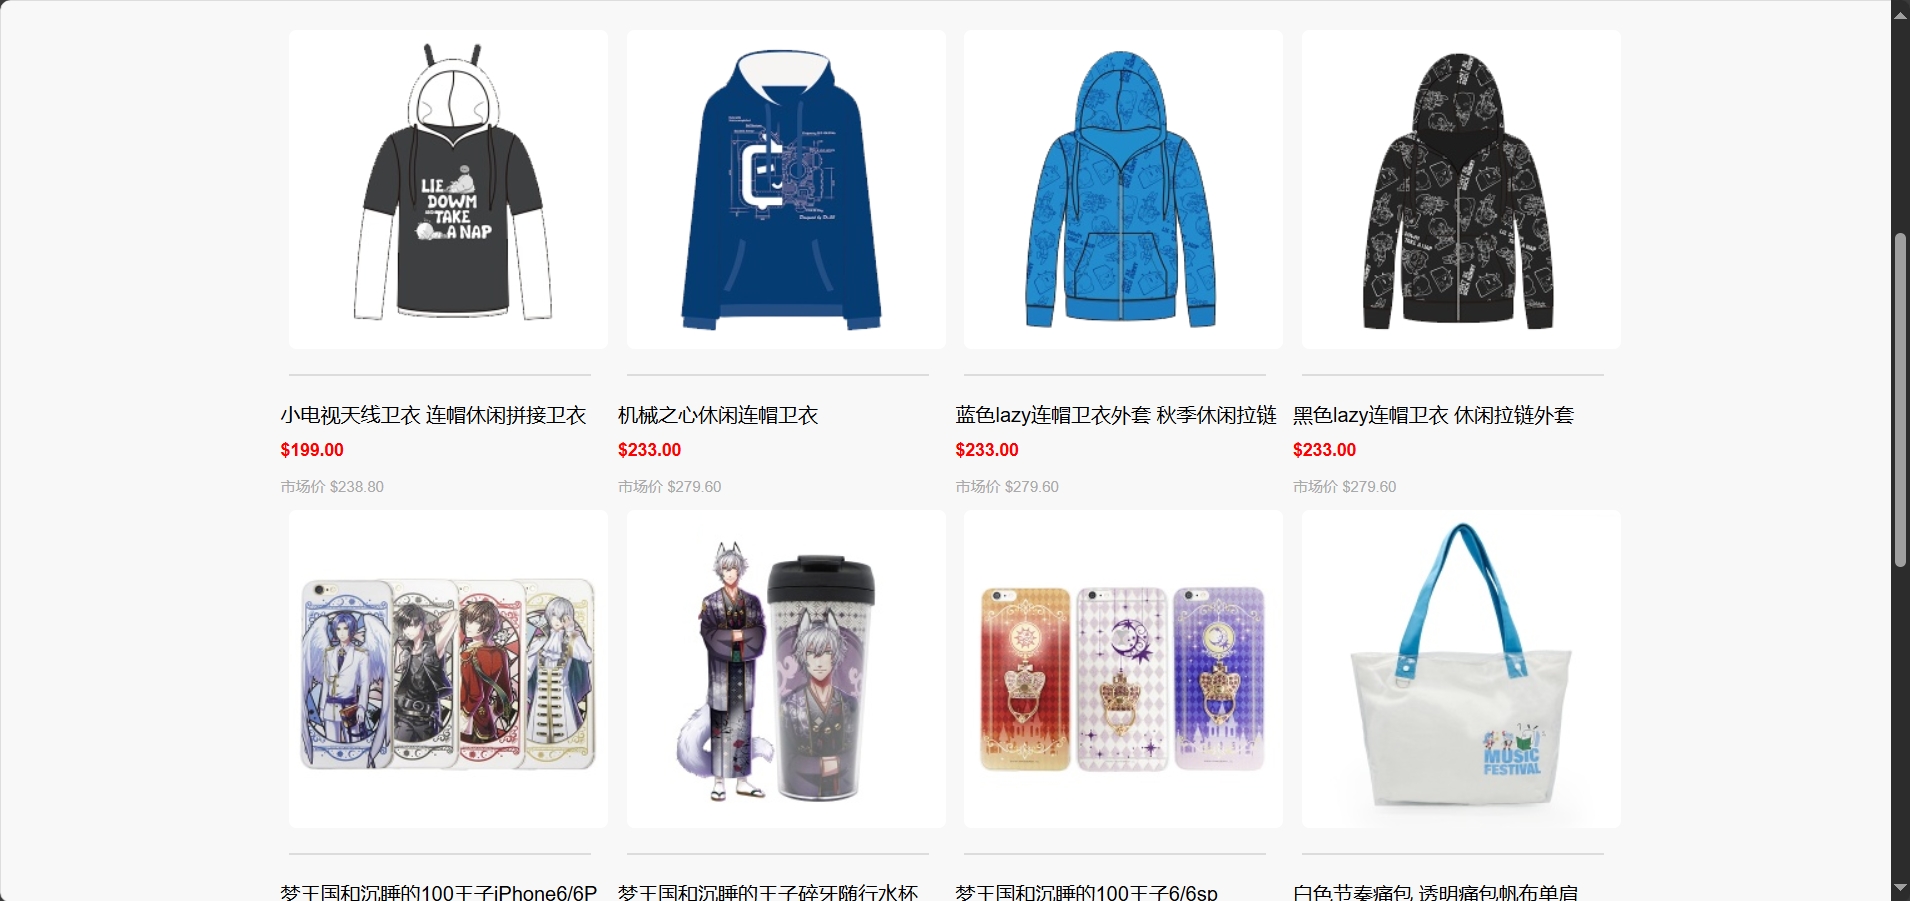 LIE
DOWM
AND TAKE
A NAP
Designed by Dr.Bili
小电视天线卫衣 连帽休闲拼接卫衣
$199.00
市场价 $238.80
机械之心休闲连帽卫衣
$233.00
市场价 $279.60
蓝色lazy连帽卫衣外套 秋季休闲拉链
$233.00
市场价 $279.60
黑色lazy连帽卫衣 休闲拉链外套
$233.00
市场价 $279.60
MUSIC
FESTIVAL
梦王国和沉睡的100王子iPhone6/6P
梦王国和沉睡的王子碎牙随行水杯
梦王国和沉睡的100王子6/6sp
白色节奏痛包 透明痛包帆布单肩